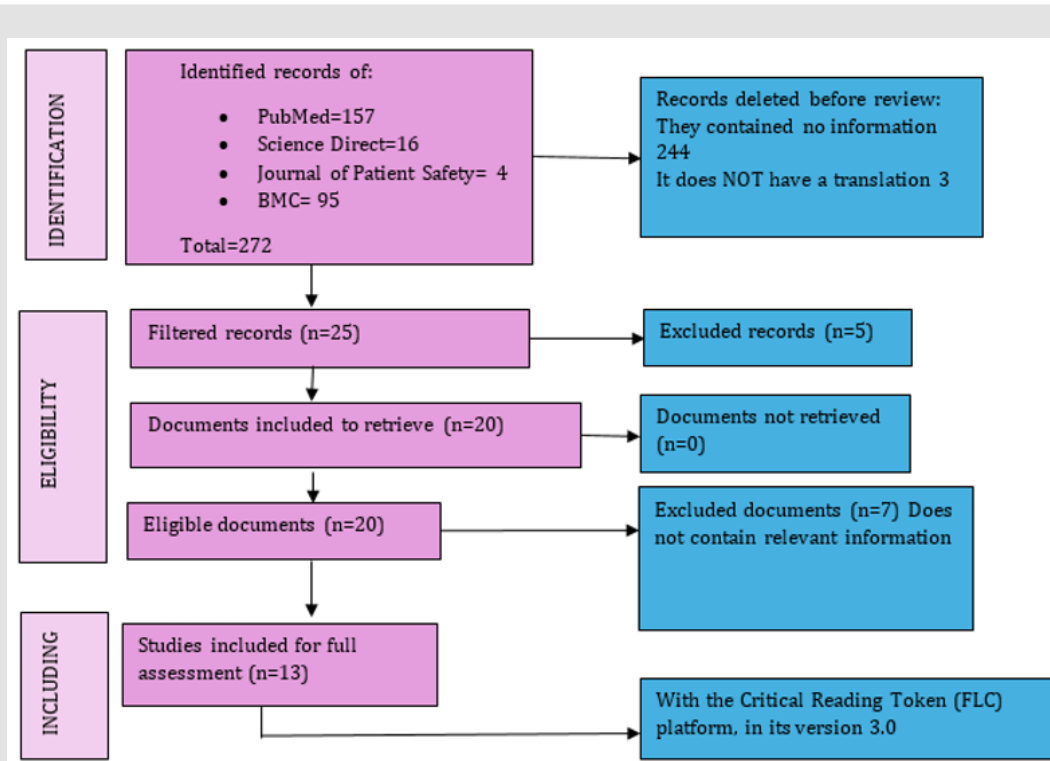 IDENTIFICATION
Identified records of:
• PubMed=157
• Science Direct=16
• Journal of Patient Safety= 4
• BMC= 95
Total=272
Records deleted before review:
They contained no information
244
It does NOT have a translation 3
ELIGIBILITY
Filtered records (n=25)
Excluded records (n=5)
Documents included to retrieve (n=20)
Documents not retrieved
(n=0)
Eligible documents (n=20)
Excluded documents (n=7) Does
not contain relevant information
INCLUDING
Studies included for full
assessment (n=13)
With the Critical Reading Token (FLC)
platform, in its version 3.0